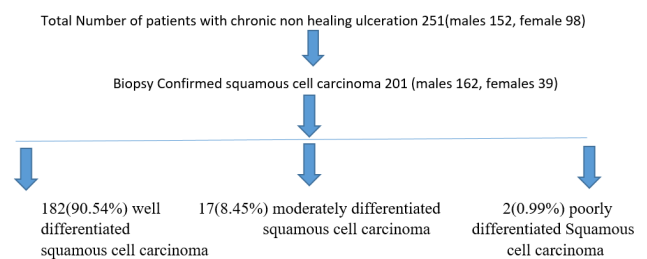 Total Number of patients with chronic non healing ulceration 251(males 152, female 98)
Biopsy Confirmed squamous cell carcinoma 201 (males 162, females 39)
182(90.54%) well
differentiated
squamous cell carcinoma
17(8.45%) moderately differentiated
squamous cell carcinoma
2(0.99%) poorly
differentiated Squamous
cell carcinoma